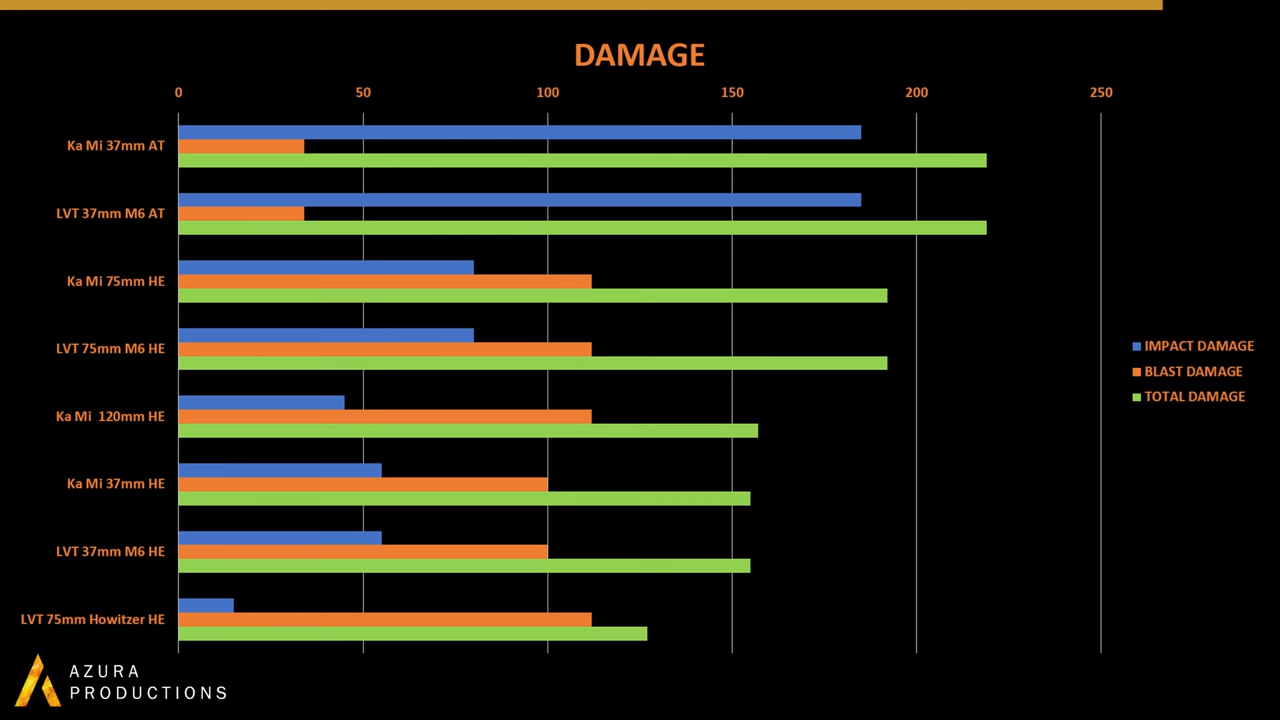 DAMAGE
0 50 100 150 200 250
Ka Mi 37mm AT
LVT 37mm M6 AT
Ka Mi 75mm HE
LVT 75mm M6 HE
Ka Mi  120mm HE
Ka Mi 37mm HE
LVT 37mm M6 HE
LVT 75mm Howitzer HE
IMPACT DAMAGE
BLAST DAMAGE
TOTAL DAMAGE
AZURA
PRODUCTIONS